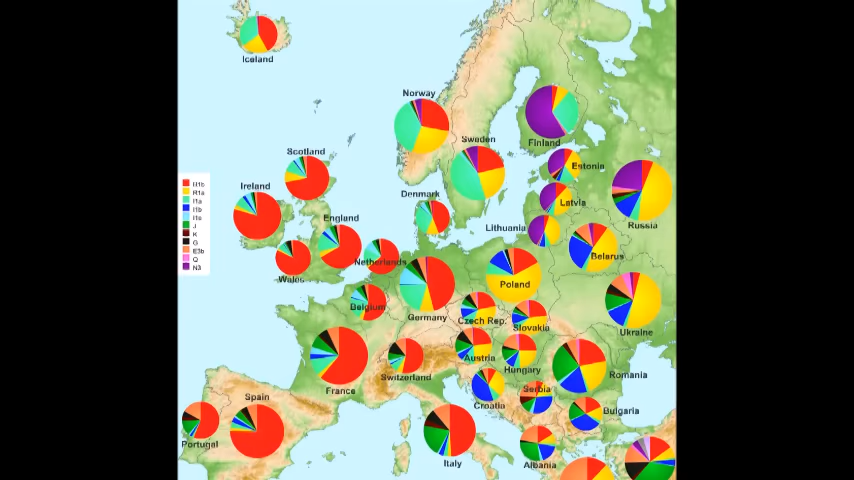 Iceland
Norway
Sweden
Finland
Scotland
Estonia
Ireland
Denmark
Latvia
Russia
England
Lithuania
Belarus
Wales
Netherlands
Poland
Belgium
Germany
Czech Rep.
Slovakia
Ukraine
Austria
Hungary
Romania
France
Switzerland
Croatia
Serbia
Bulgaria
Spain
Portugal
Italy
Albania
R1b
R1a
I1a
I1b
J
K
G
E3b
Q
N3